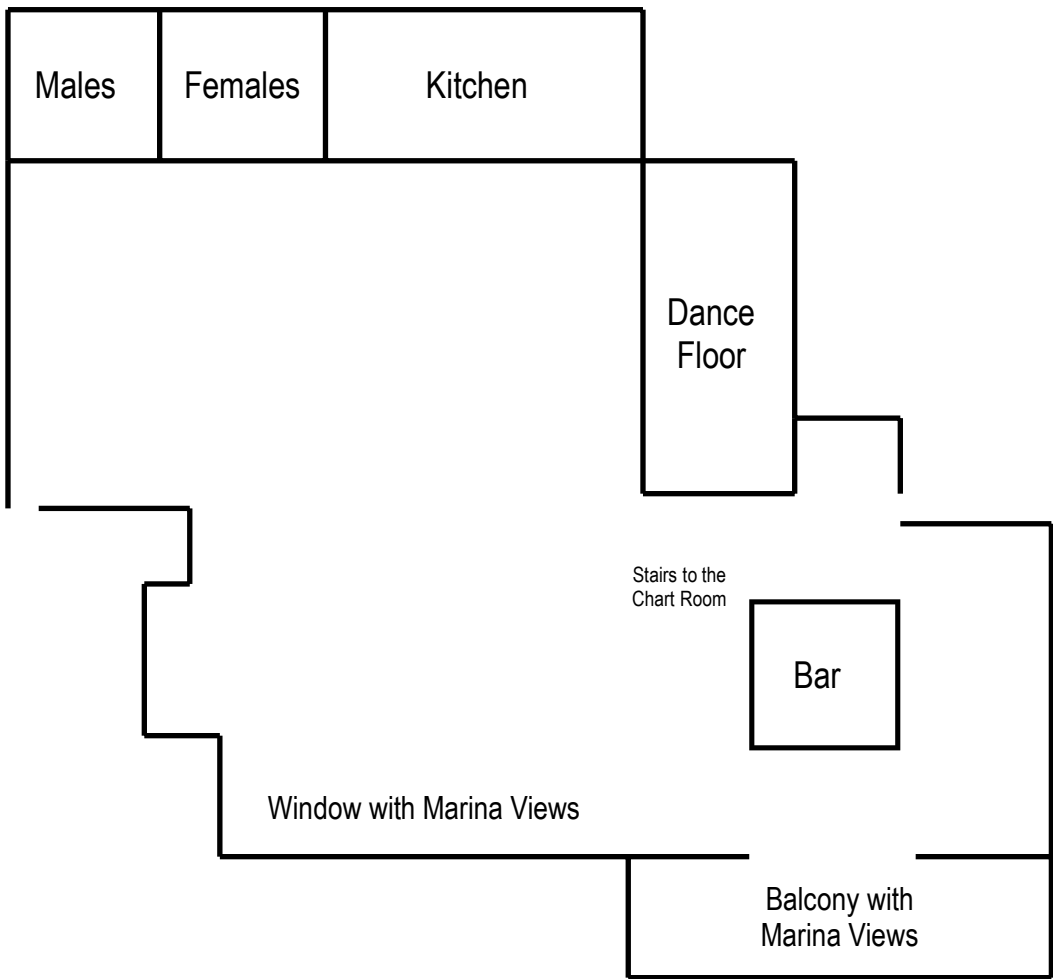 Males
Females
Kitchen
Dance
Floor
Stairs to the
Chart Room
Bar
Window with Marina Views
Balcony with
Marina Views